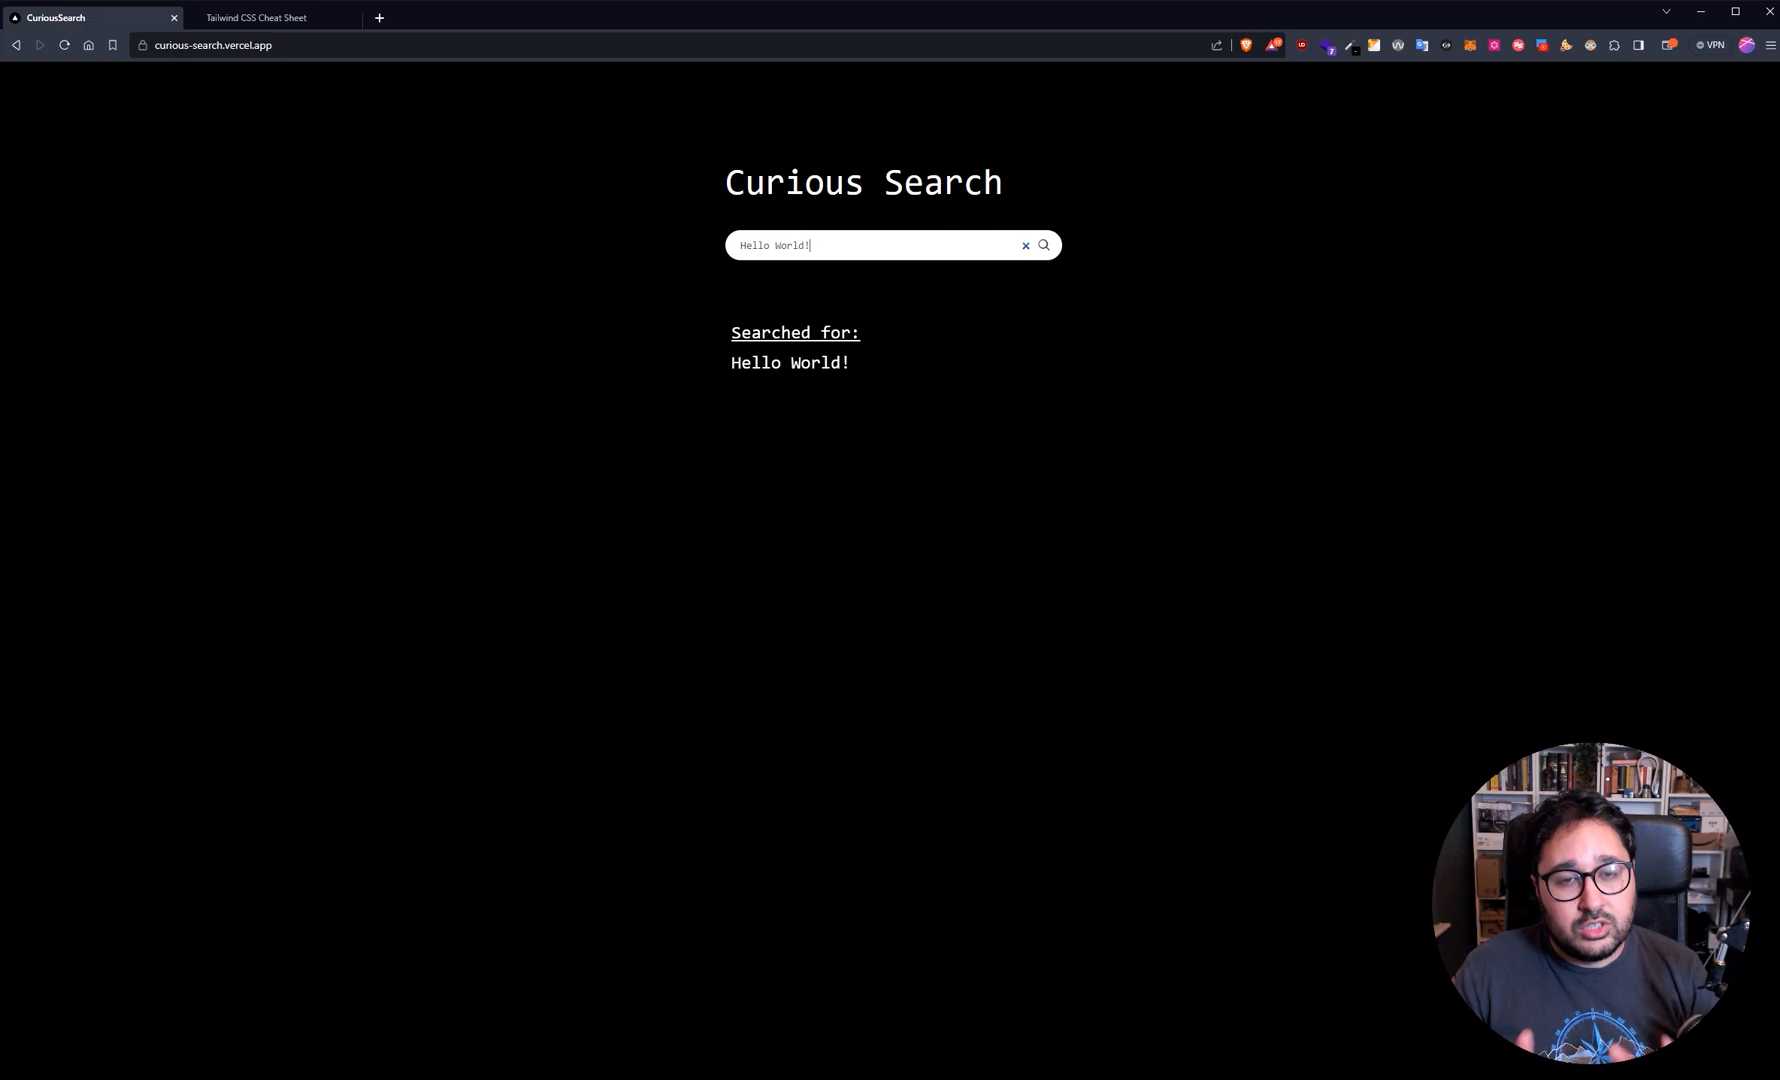 CuriousSearch
Tailwind CSS Cheat Sheet
curious-search.vercel.app
VPN
Curious Search
Hello World!
Searched for:
Hello World!